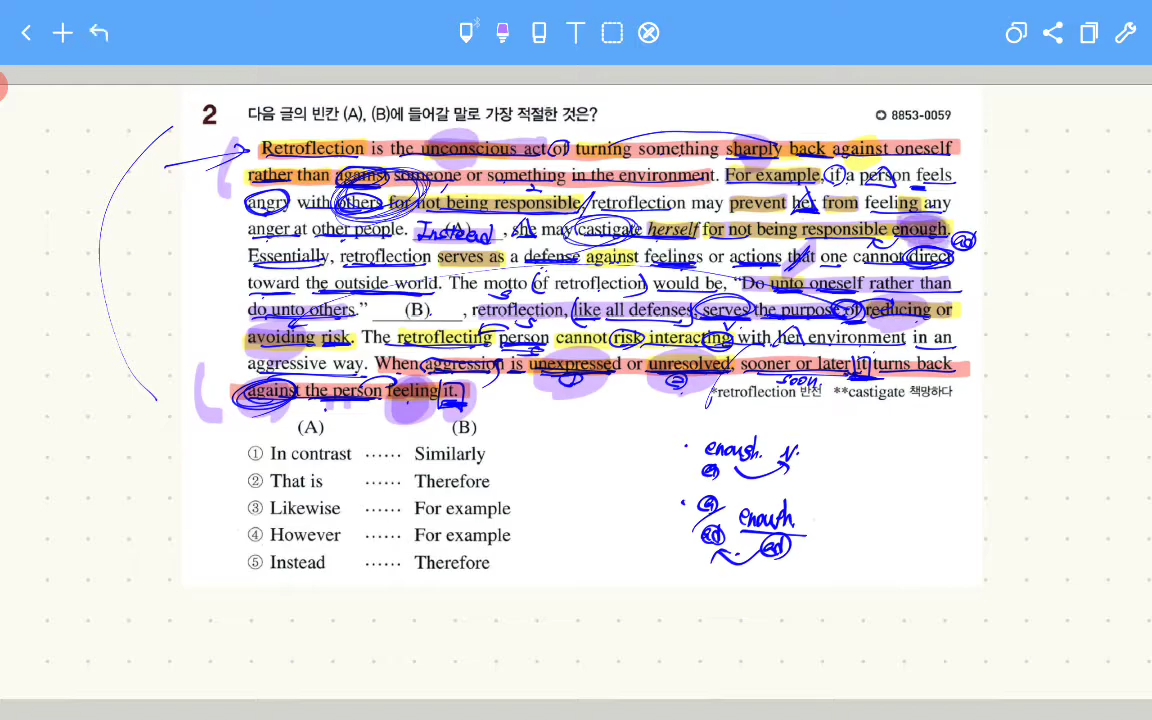 2 다음 글의 빈칸 (A), (B)에 들어갈 말로 가장 적절한 것은? 8853-0059
Retroflection is the unconscious act of turning something sharply back against oneself
rather than against someone or something in the environment. For example, if a person feels
angry with others for not being responsible, retroflection may prevent her from feeling any
anger at other people. (A) Instead, she may castigate herself for not being responsible enough.
Essentially, retroflection serves as a defense against feelings or actions that one cannot direct
toward the outside world. The motto of retroflection would be, “Do unto oneself rather than
do unto others.” (B), retroflection, like all defenses, serves the purpose of reducing or
avoiding risk. The retroflecting person cannot risk interacting with her environment in an
aggressive way. When aggression is unexpressed or unresolved, sooner or later it turns back
soon
against the person feeling it.
*retroflection 반전 **castigate 책망하다
(A) (B)
① In contrast …… Similarly
② That is …… Therefore
③ Likewise …… For example
④ However …… For example
⑤ Instead …… Therefore
enough
enough